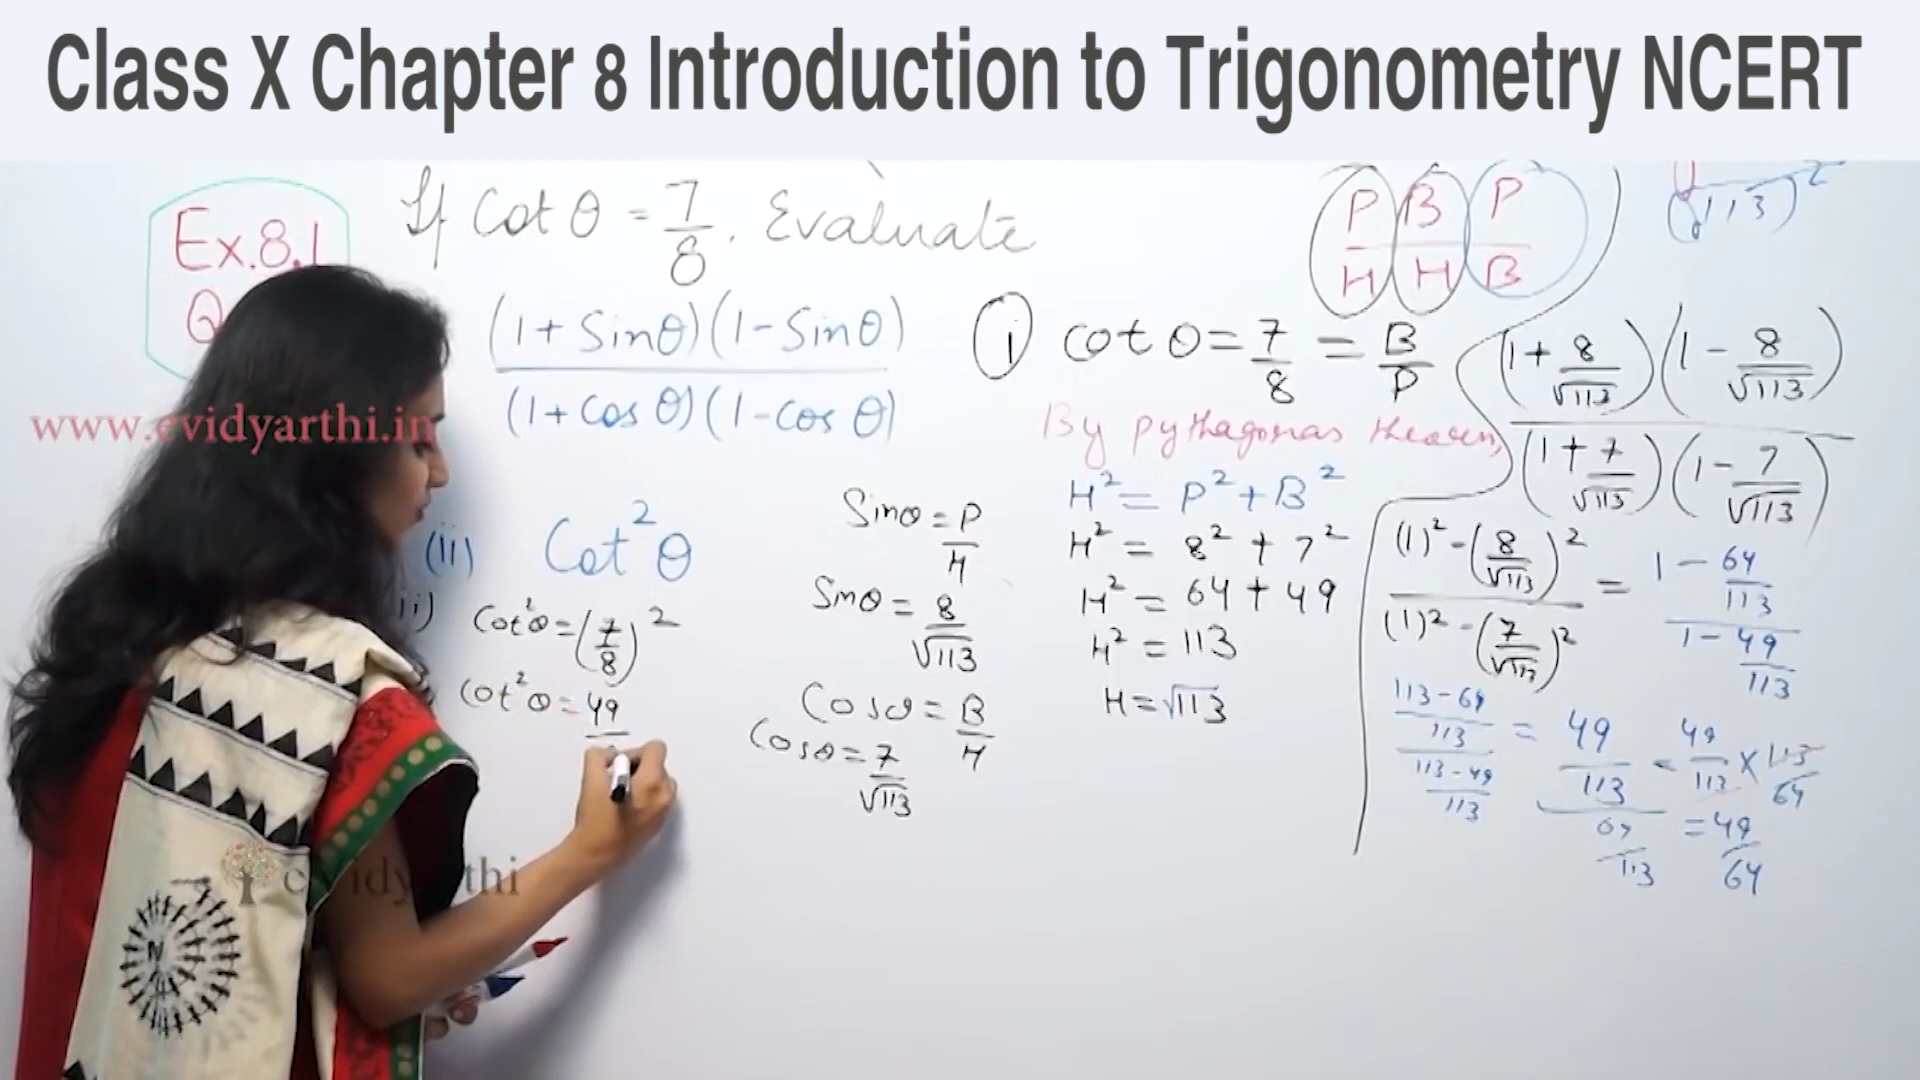 Class X Chapter 8 Introduction to Trigonometry NCERT
Ex.8.1
Q
If Cot θ = 7/8 . Evaluate
(1+Sinθ)(1-Sinθ)
(1+Cos θ)(1-Cos θ)
www.evidyarthi.in
(ii) Cot²θ
ii) Cot²θ = (7/8)²
Cot²θ = 49
Sinθ = P/H
Sinθ = 8/√113
Cosθ = B/H
Cosθ = 7/√113
P B P
H H B
i cot θ = 7/8 = B/P
By pythagoras theorem,
H² = P² + B²
H² = 8² + 7²
H² = 64 + 49
H² = 113
H = √113
(√113)²
(1 + 8/√113)(1 - 8/√113)
(1 + 7/√113)(1 - 7/√113)
(1)² - (8/√113)² = 1 - 64/113
(1)² - (7/√113)² 1 - 49/113
113-64/113 = 49/113 = 49/113 × 113/64
113-49/113 64/113 = 49/64
evidyarthi